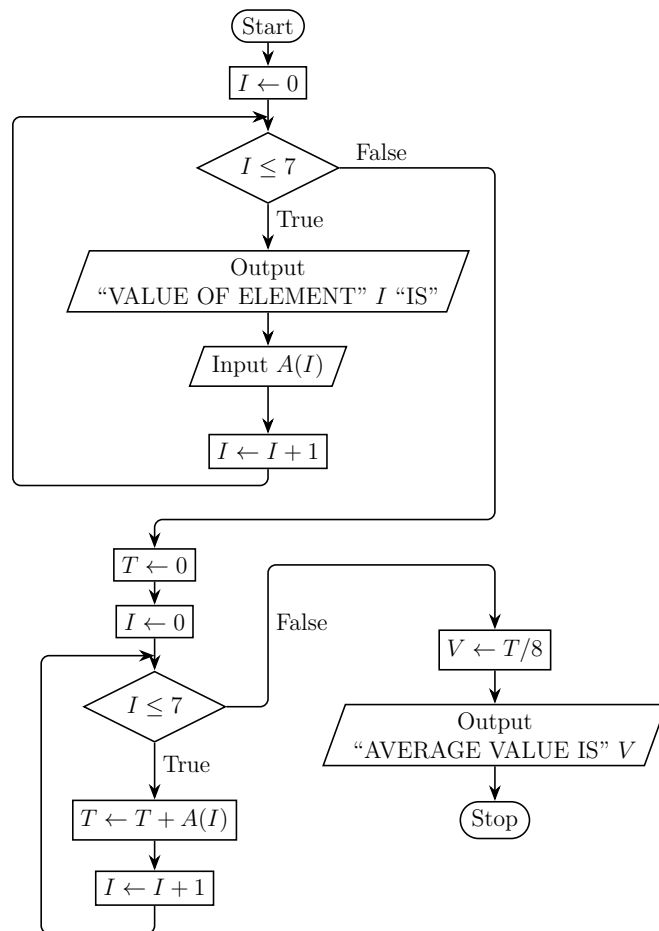 Start
I ← 0
I ≤ 7
False
True
Output
“VALUE OF ELEMENT” I “IS”
Input A(I)
I ← I + 1
T ← 0
I ← 0
I ≤ 7
True
T ← T + A(I)
I ← I + 1
False
V ← T/8
Output
“AVERAGE VALUE IS” V
Stop